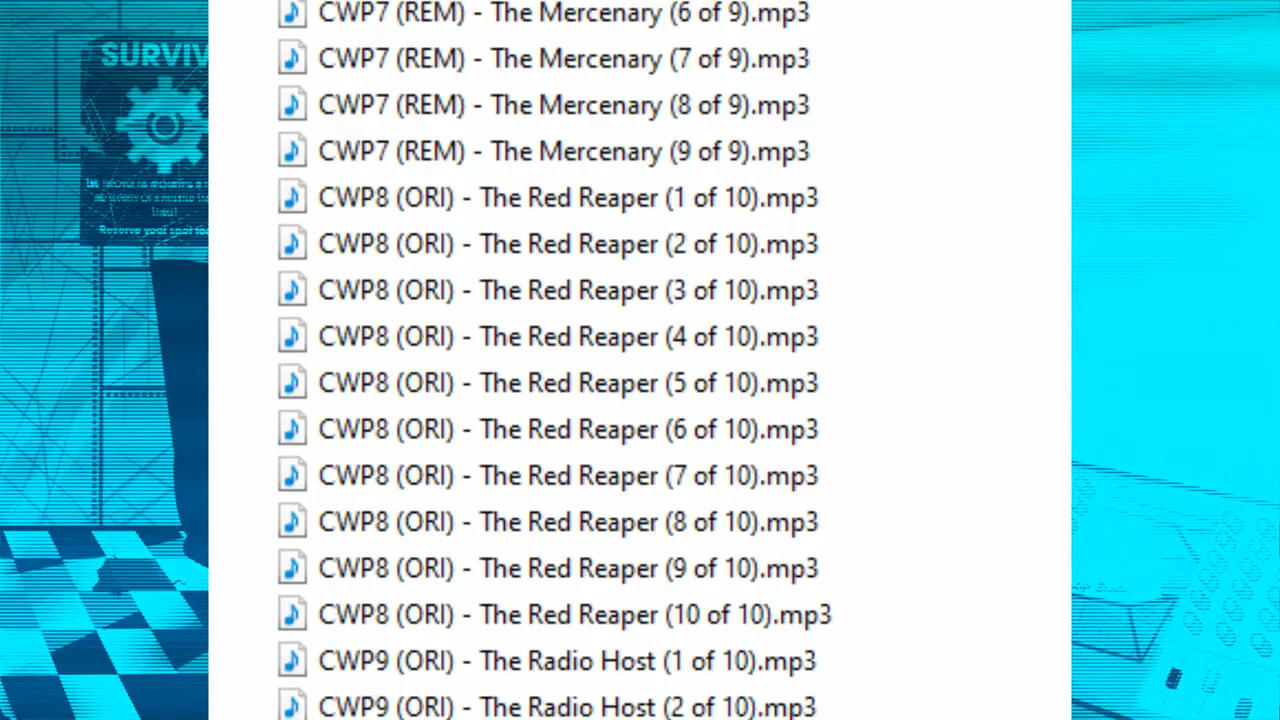 CWP7 (REM) - The Mercenary (6 of 9).mp3
CWP7 (REM) - The Mercenary (7 of 9).mp3
CWP7 (REM) - The Mercenary (8 of 9).mp3
CWP7 (REM) - The Mercenary (9 of 9).mp3
CWP8 (ORI) - The Red Reaper (1 of 10).mp3
CWP8 (ORI) - The Red Reaper (2 of 10).mp3
CWP8 (ORI) - The Red Reaper (3 of 10).mp3
CWP8 (ORI) - The Red Reaper (4 of 10).mp3
CWP8 (ORI) - The Red Reaper (5 of 10).mp3
CWP8 (ORI) - The Red Reaper (6 of 10).mp3
CWP8 (ORI) - The Red Reaper (7 of 10).mp3
CWP8 (ORI) - The Red Reaper (8 of 10).mp3
CWP8 (ORI) - The Red Reaper (9 of 10).mp3
CWP8 (ORI) - The Red Reaper (10 of 10).mp3
CWP9 (ORI) - The Radio Host (1 of 10).mp3
CWP9 (ORI) - The Radio Host (2 of 10).mp3
SURVIV
Reserve your spot